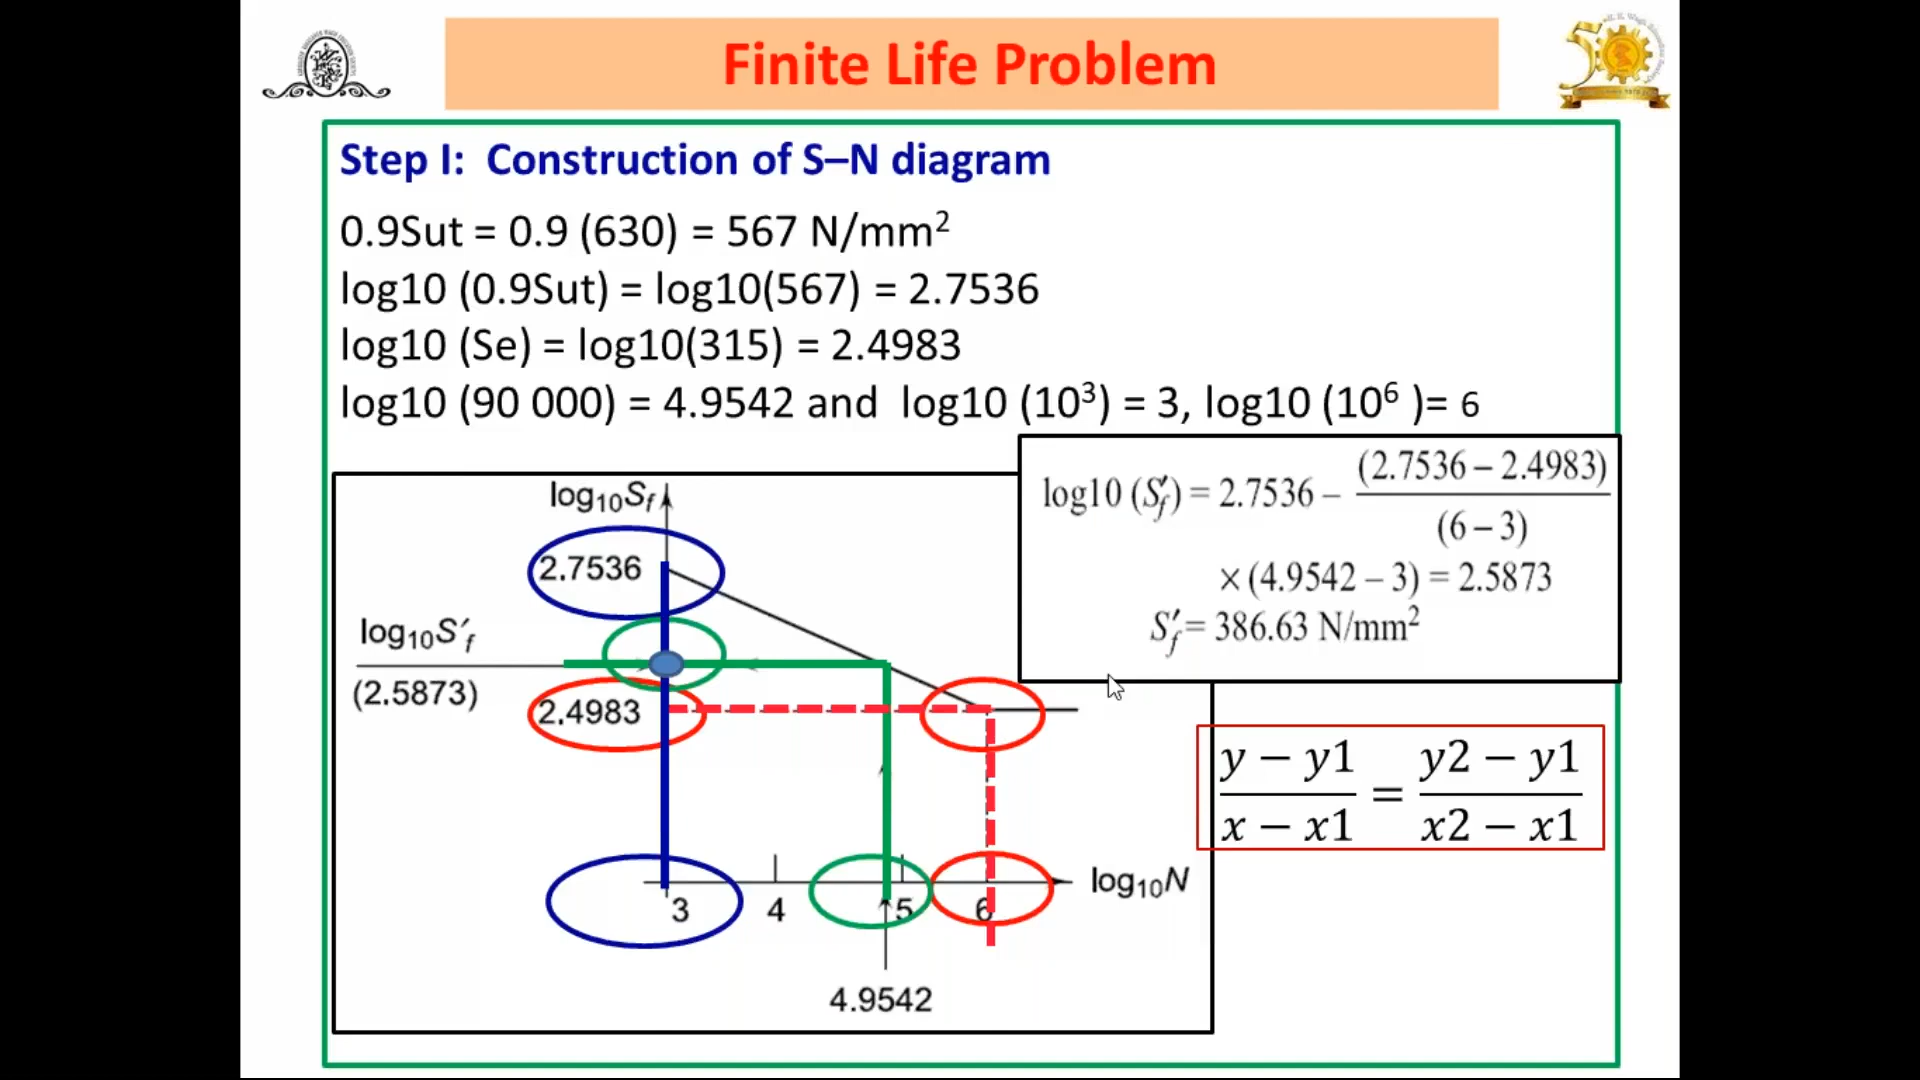 Finite Life Problem
Step I: Construction of S–N diagram
0.9Sut = 0.9 (630) = 567 N/mm²
log10 (0.9Sut) = log10(567) = 2.7536
log10 (Se) = log10(315) = 2.4983
log10 (90 000) = 4.9542 and log10 (10³) = 3, log10 (10⁶ )= 6
log10 (S′f) = 2.7536 – (2.7536 – 2.4983) / (6 – 3)
× (4.9542 – 3) = 2.5873
S′f = 386.63 N/mm²
log₁₀Sf
2.7536
log₁₀S′f
(2.5873)
2.4983
3 4 5 6
log₁₀N
4.9542
y − y1 / x − x1 = y2 − y1 / x2 − x1